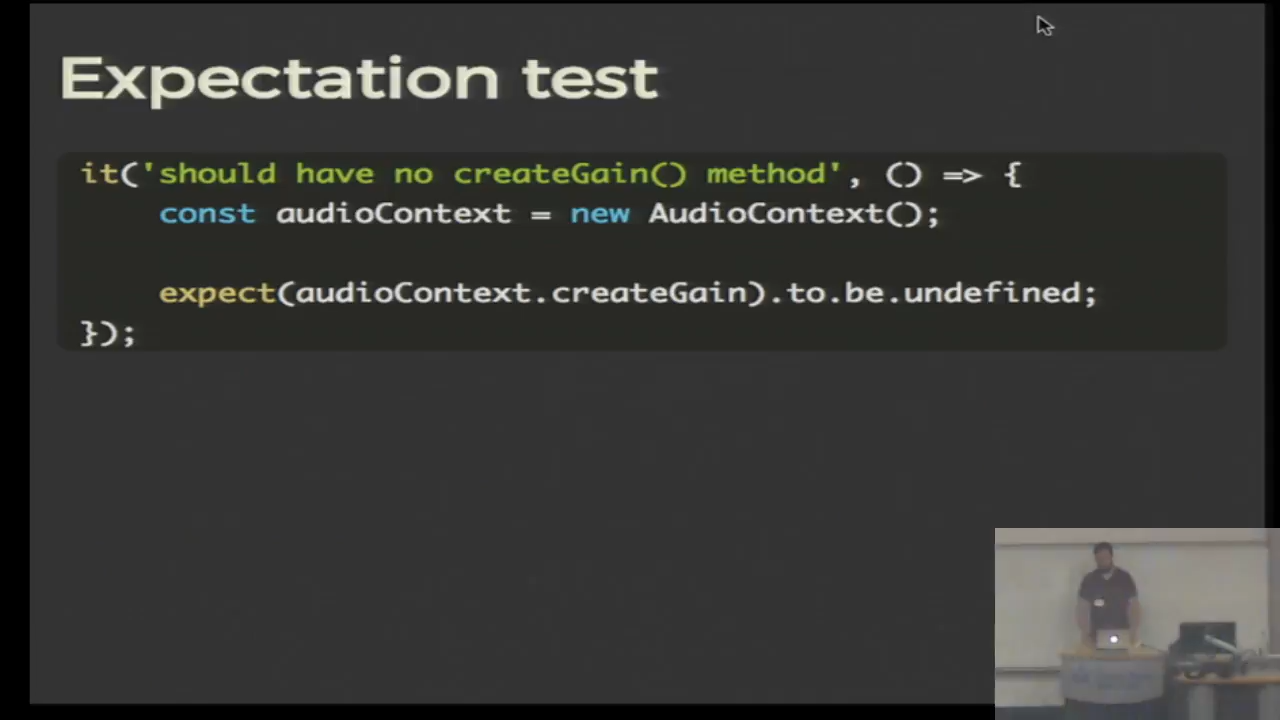 Expectation test
it('should have no createGain() method', () => {
const audioContext = new AudioContext();
expect(audioContext.createGain).to.be.undefined;
});